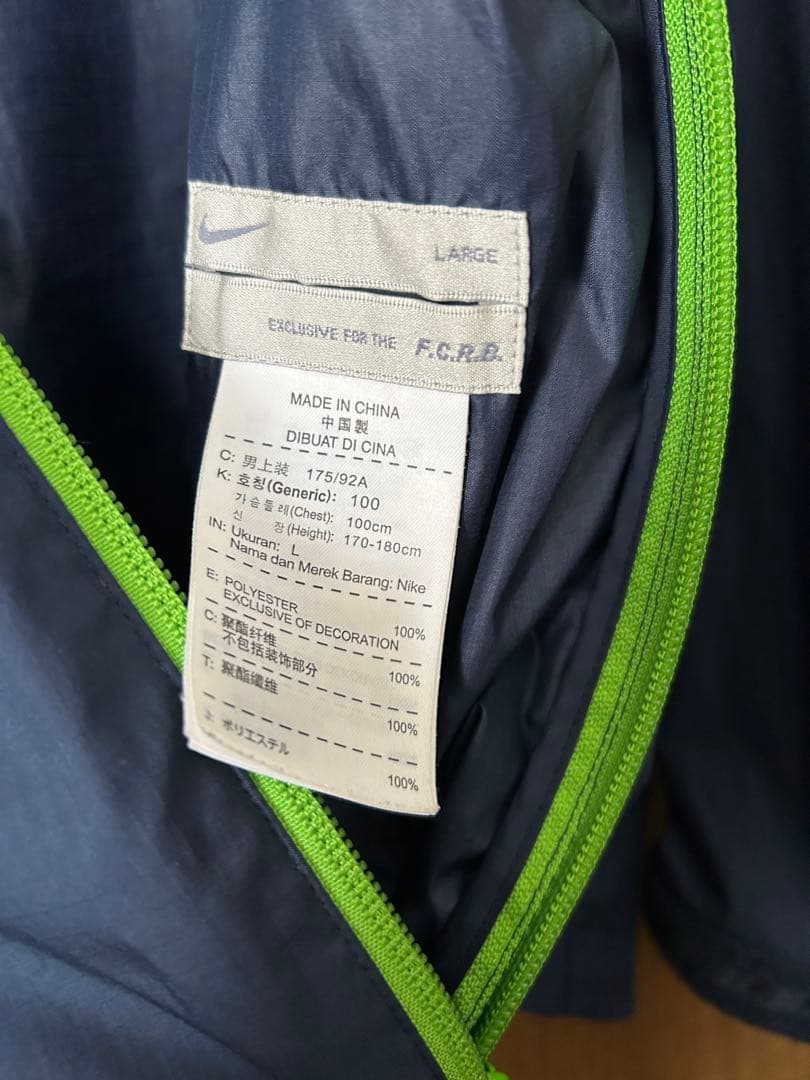 LARGE
EXCLUSIVE FOR THE F.C.R.B.
MADE IN CHINA
中国製
DIBUAT DI CINA
C: 男上装 175/92A
K: 호칭(Generic): 100
가슴둘레(Chest): 100cm
신 장(Height): 170-180cm
IN: Ukuran: L
Nama dan Merek Barang: Nike
E: POLYESTER 100%
EXCLUSIVE OF DECORATION
C: 聚酯纤维 100%
不包括装饰部分
T: 聚酯纖維 100%
J: ポリエステル 100%